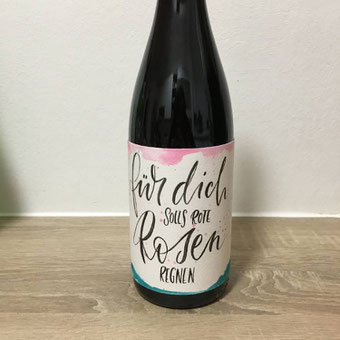 für dich
SOLLS ROTE
Rosen
REGNEN